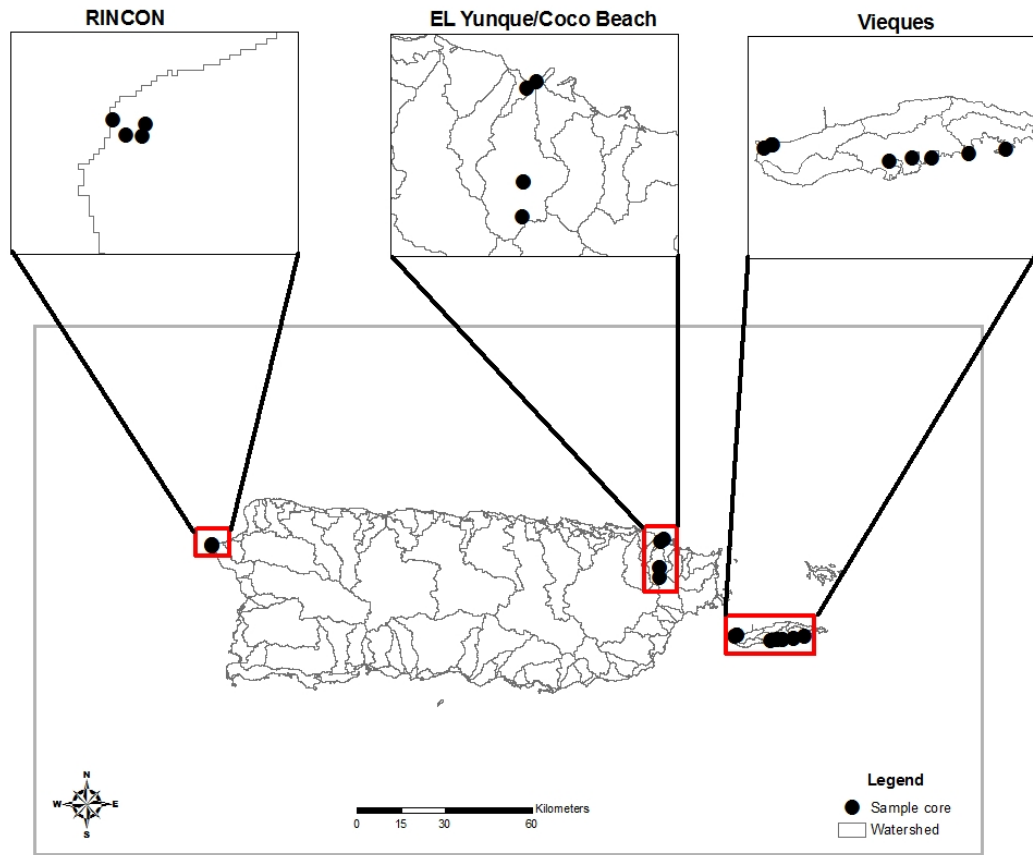 RINCON
EL Yunque/Coco Beach
Vieques
N
W E
S
Kilometers
0 15 30 60
Legend
Sample core
Watershed